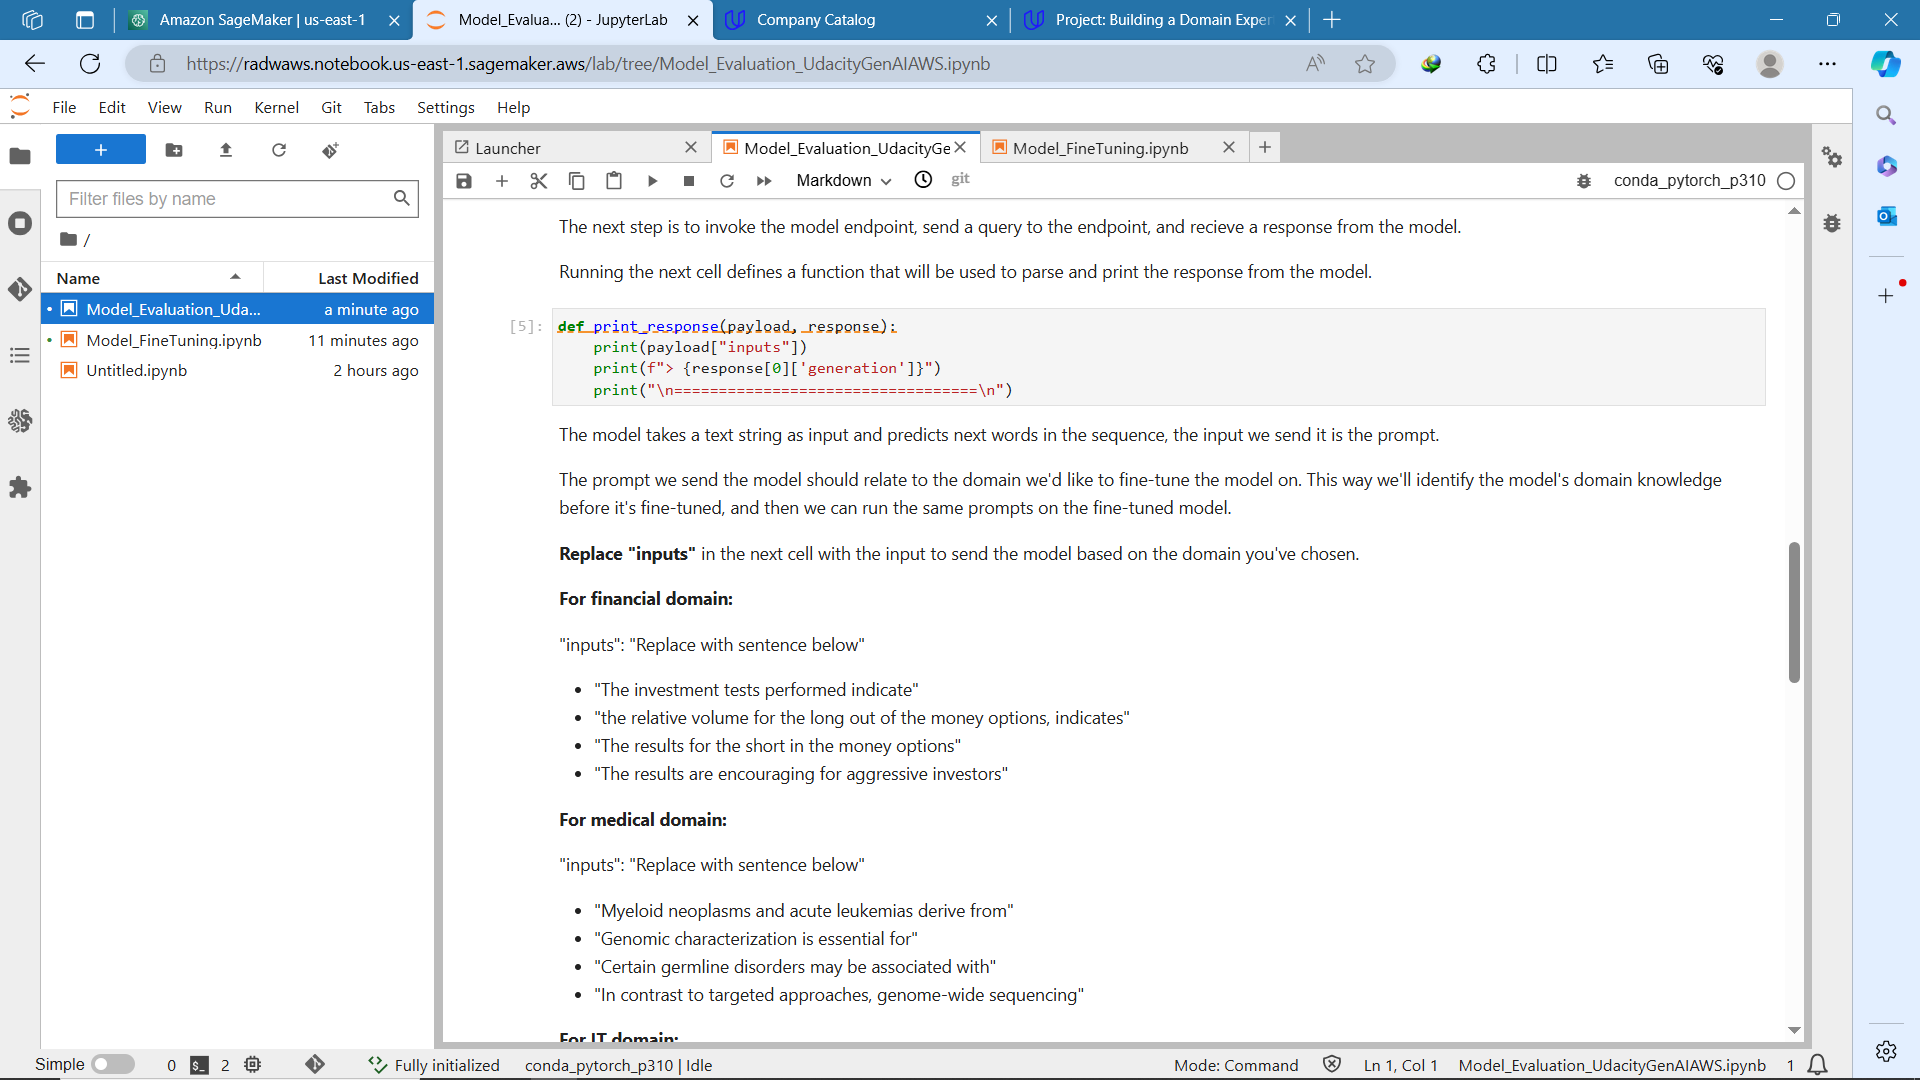 Amazon SageMaker | us-east-1
Model_Evalua... (2) - JupyterLab
Company Catalog
Project: Building a Domain Exper
https://radwaws.notebook.us-east-1.sagemaker.aws/lab/tree/Model_Evaluation_UdacityGenAIAWS.ipynb
File Edit View Run Kernel Git Tabs Settings Help
+
Filter files by name
/
Name Last Modified
Model_Evaluation_Uda... a minute ago
Model_FineTuning.ipynb 11 minutes ago
Untitled.ipynb 2 hours ago
Launcher
Model_Evaluation_UdacityGe
Model_FineTuning.ipynb
Markdown
git
conda_pytorch_p310
The next step is to invoke the model endpoint, send a query to the endpoint, and recieve a response from the model.
Running the next cell defines a function that will be used to parse and print the response from the model.
[5]: def print_response(payload, response):
print(payload["inputs"])
print(f"> {response[0]['generation']}")
print("\n==================================\n")
The model takes a text string as input and predicts next words in the sequence, the input we send it is the prompt.
The prompt we send the model should relate to the domain we'd like to fine-tune the model on. This way we'll identify the model's domain knowledge
before it's fine-tuned, and then we can run the same prompts on the fine-tuned model.
Replace "inputs" in the next cell with the input to send the model based on the domain you've chosen.
For financial domain:
"inputs": "Replace with sentence below"
• "The investment tests performed indicate"
• "the relative volume for the long out of the money options, indicates"
• "The results for the short in the money options"
• "The results are encouraging for aggressive investors"
For medical domain:
"inputs": "Replace with sentence below"
• "Myeloid neoplasms and acute leukemias derive from"
• "Genomic characterization is essential for"
• "Certain germline disorders may be associated with"
• "In contrast to targeted approaches, genome-wide sequencing"
For IT domain:
Simple 0 2 Fully initialized conda_pytorch_p310 | Idle Mode: Command Ln 1, Col 1 Model_Evaluation_UdacityGenAIAWS.ipynb 1